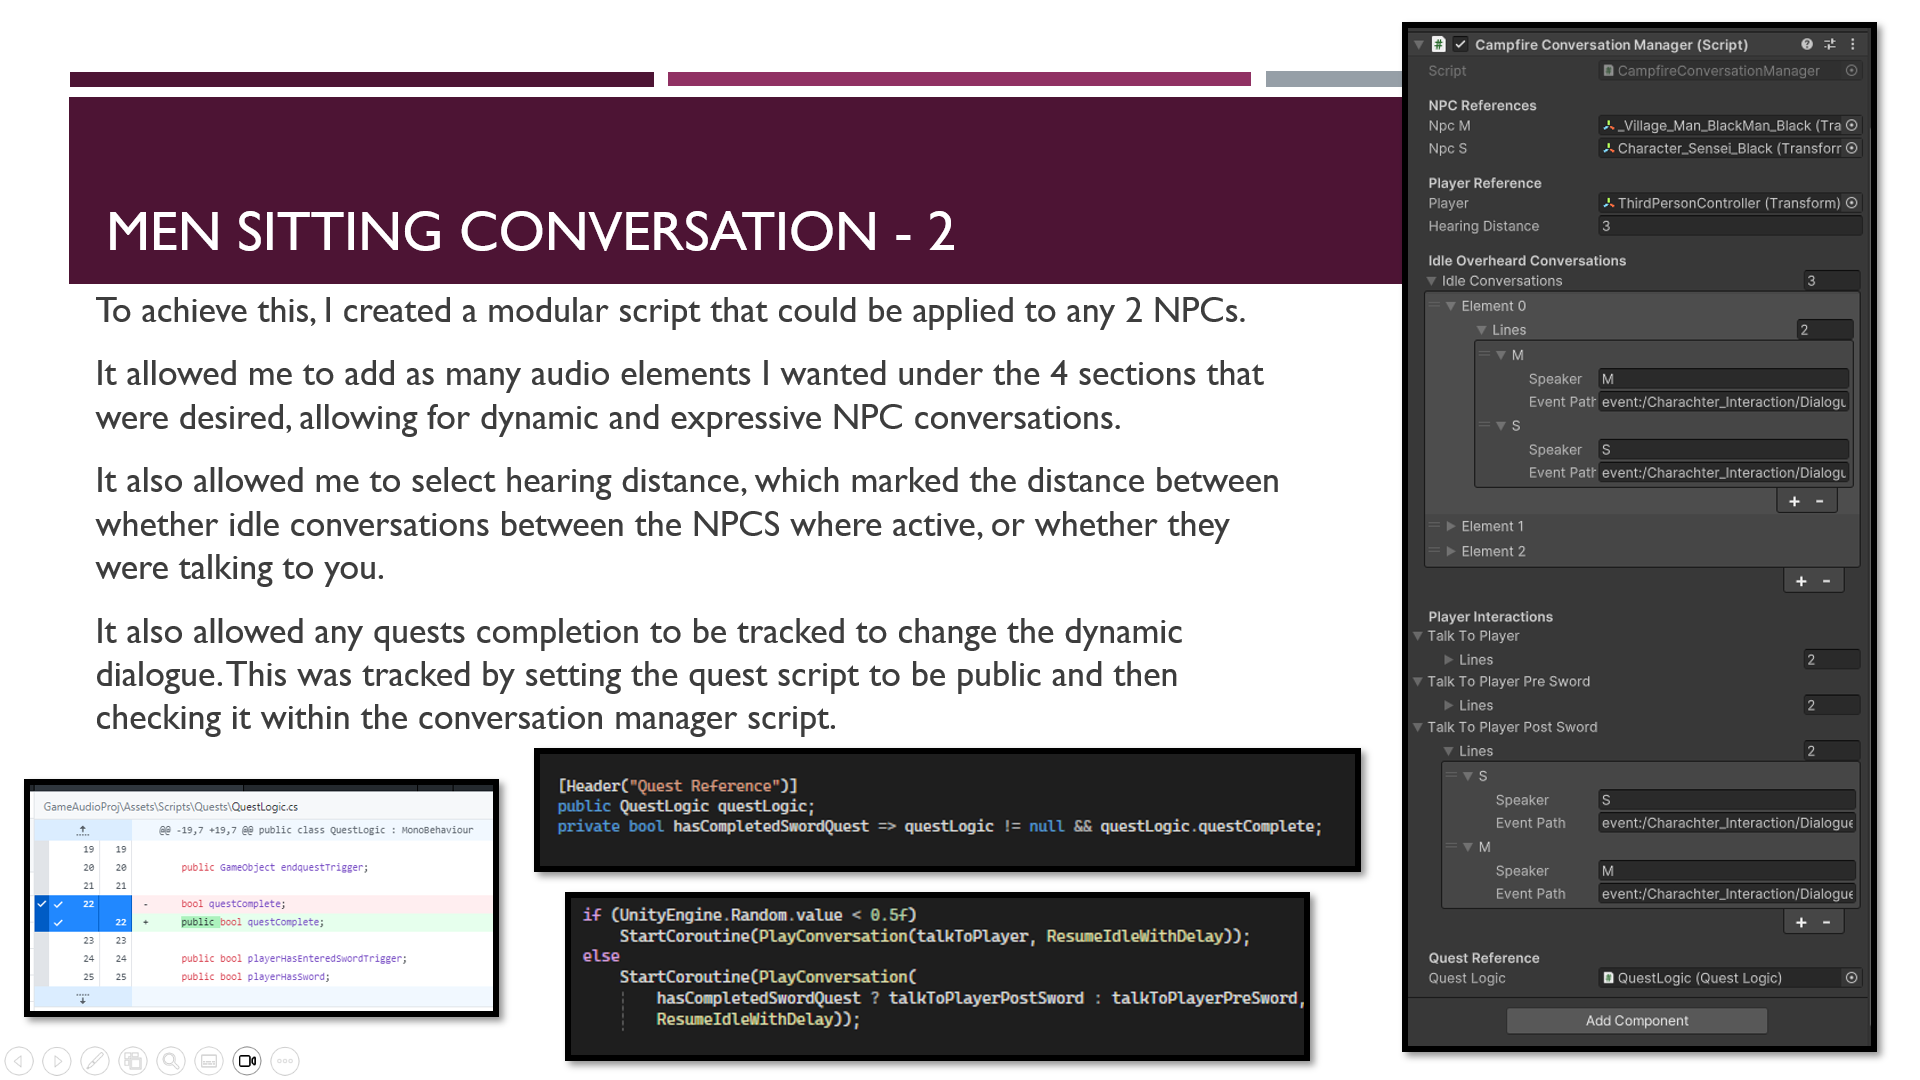 MEN SITTING CONVERSATION - 2
To achieve this, I created a modular script that could be applied to any 2 NPCs.
It allowed me to add as many audio elements I wanted under the 4 sections that
were desired, allowing for dynamic and expressive NPC conversations.
It also allowed me to select hearing distance, which marked the distance between
whether idle conversations between the NPCS where active, or whether they
were talking to you.
It also allowed any quests completion to be tracked to change the dynamic
dialogue. This was tracked by setting the quest script to be public and then
checking it within the conversation manager script.
GameAudioProj\Assets\Scripts\Quests\QuestLogic.cs
@@ -19,7 +19,7 @@ public class QuestLogic : MonoBehaviour
19 19
20 20 public GameObject endquestTrigger;
21 21
22 - bool questComplete;
22 + public bool questComplete;
23 23
24 24 public bool playerHasEnteredSwordTrigger;
25 25 public bool playerHasSword;
[Header("Quest Reference")]
public QuestLogic questLogic;
private bool hasCompletedSwordQuest => questLogic != null && questLogic.questComplete;
if (UnityEngine.Random.value < 0.5f)
StartCoroutine(PlayConversation(talkToPlayer, ResumeIdleWithDelay));
else
StartCoroutine(PlayConversation(
hasCompletedSwordQuest ? talkToPlayerPostSword : talkToPlayerPreSword,
ResumeIdleWithDelay));
# Campfire Conversation Manager (Script)
Script # CampfireConversationManager
NPC References
Npc M _Village_Man_BlackMan_Black (Tra
Npc S Character_Sensei_Black (Transforr
Player Reference
Player ThirdPersonController (Transform)
Hearing Distance 3
Idle Overheard Conversations
Idle Conversations 3
Element 0
Lines 2
M
Speaker M
Event Path event:/Charachter_Interaction/Dialogu
S
Speaker S
Event Path event:/Charachter_Interaction/Dialogu
+ -
Element 1
Element 2
+ -
Player Interactions
Talk To Player
Lines 2
Talk To Player Pre Sword
Lines 2
Talk To Player Post Sword
Lines 2
S
Speaker S
Event Path event:/Charachter_Interaction/Dialogue
M
Speaker M
Event Path event:/Charachter_Interaction/Dialogue
+ -
Quest Reference
Quest Logic # QuestLogic (Quest Logic)
Add Component